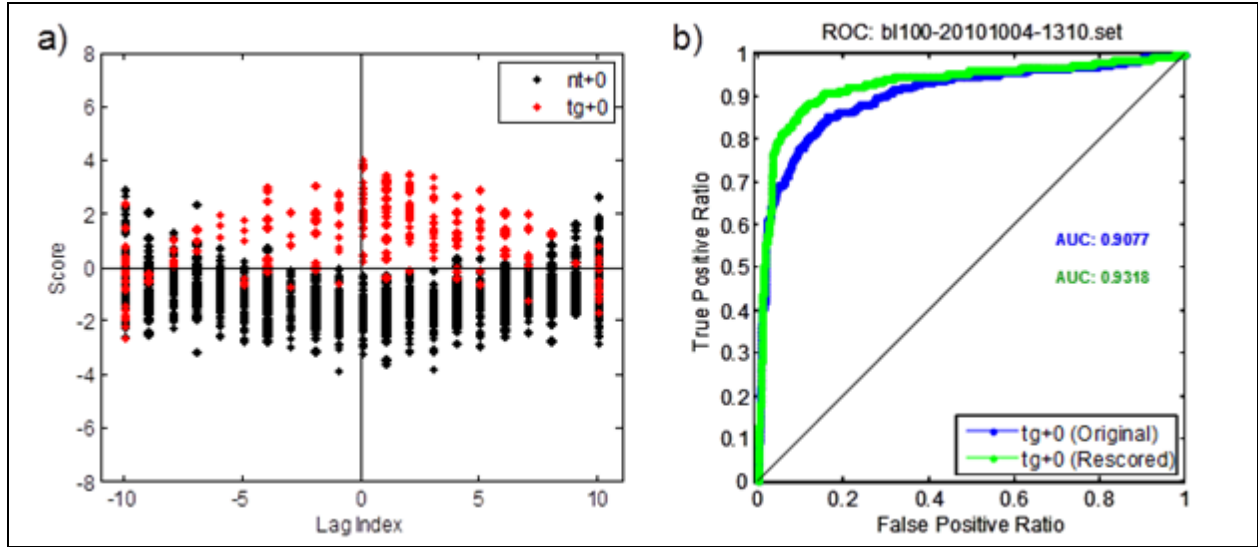 a)
8
6
4
2
0
-2
-4
-6
-8
Score
nt+0
tg+0
-10
-5
0
5
10
Lag Index
b)
ROC: bl100-20101004-1310.set
1
0.9
0.8
0.7
0.6
0.5
0.4
0.3
0.2
0.1
0
True Positive Ratio
AUC: 0.9077
AUC: 0.9318
tg+0 (Original)
tg+0 (Rescored)
0
0.2
0.4
0.6
0.8
1
False Positive Ratio